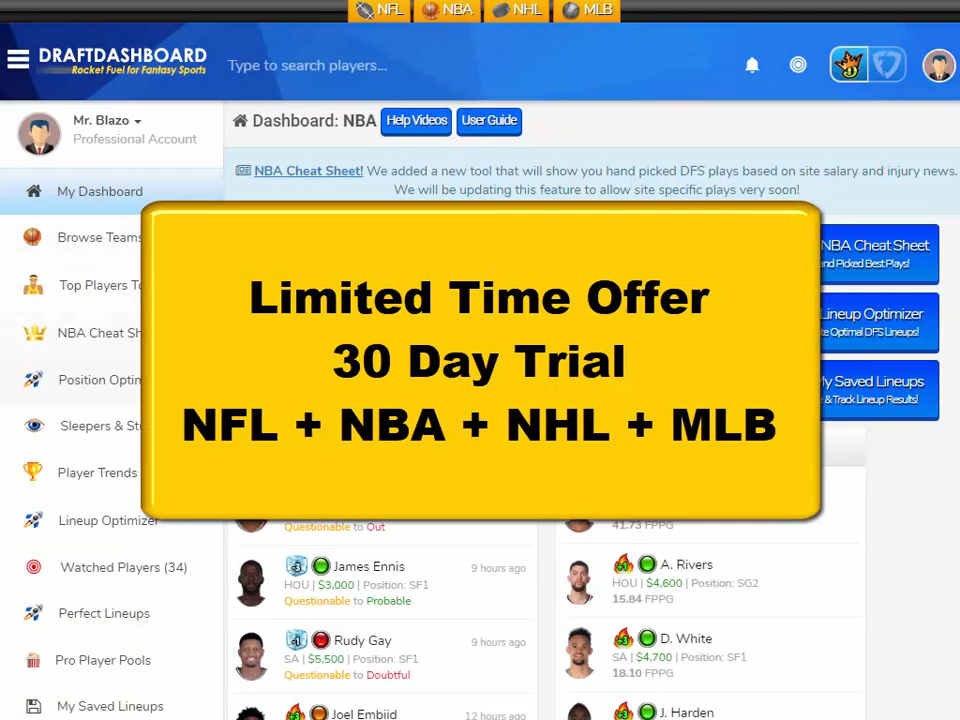 NFL NBA NHL MLB
DRAFTDASHBOARD
Rocket Fuel for Fantasy Sports
Type to search players...
Mr. Blazo
Professional Account
Dashboard: NBA Help Videos User Guide
NBA Cheat Sheet! We added a new tool that will show you hand picked DFS plays based on site salary and injury news.
We will be updating this feature to allow site specific plays very soon!
My Dashboard
Browse Teams
Top Players To
NBA Cheat Sh
Position Optim
Sleepers & St
Player Trends
Lineup Optimizer
Watched Players (34)
Perfect Lineups
Pro Player Pools
My Saved Lineups
Limited Time Offer
30 Day Trial
NFL + NBA + NHL + MLB
NBA Cheat Sheet
Picked Best Plays!
Lineup Optimizer
Optimal DFS Lineups!
My Saved Lineups
& Track Lineup Results!
Questionable to Out
James Ennis 9 hours ago
HOU | $3,000 | Position: SF1
Questionable to Probable
Rudy Gay 9 hours ago
SA | $5,500 | Position: SF1
Questionable to Doubtful
Joel Embiid 12 hours ago
41.73 FPPG
A. Rivers
HOU | $4,600 | Position: SG2
15.84 FPPG
D. White
SA | $4,700 | Position: SF1
18.10 FPPG
J. Harden